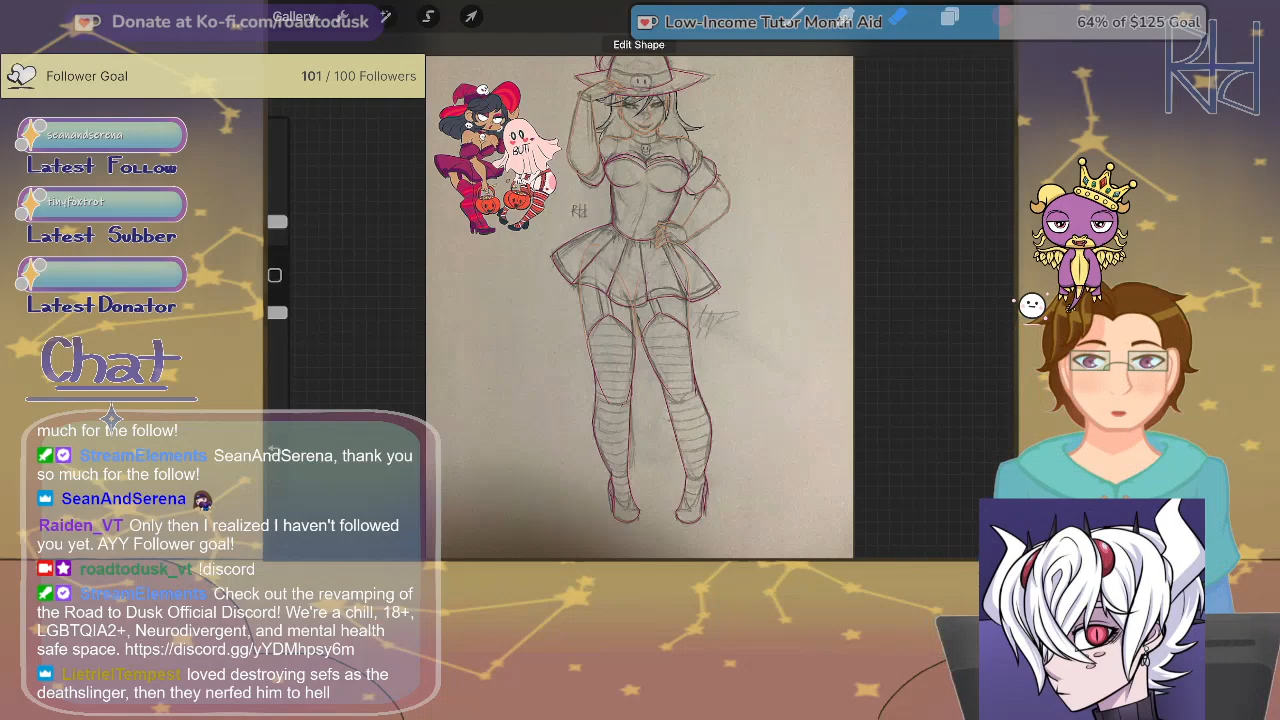 Donate at Ko-fi.com/roadtodusk
Gallery
Low-Income Tutor Month Aid
64% of $125 Goal
Edit Shape
Follower Goal
101 / 100 Followers
seanandserena
Latest Follow
tinyfoxtrot
Latest Subber
Latest Donator
Chat
much for the follow!
StreamElements SeanAndSerena, thank you
so much for the follow!
SeanAndSerena
Raiden_VT Only then I realized I haven't followed
you yet. AYY Follower goal!
roadtodusk_vt !discord
StreamElements Check out the revamping of
the Road to Dusk Official Discord! We're a chill, 18+,
LGBTQIA2+, Neurodivergent, and mental health
safe space. https://discord.gg/yYDMhpsy6m
LietrielTempest loved destroying sefs as the
deathslinger, then they nerfed him to hell